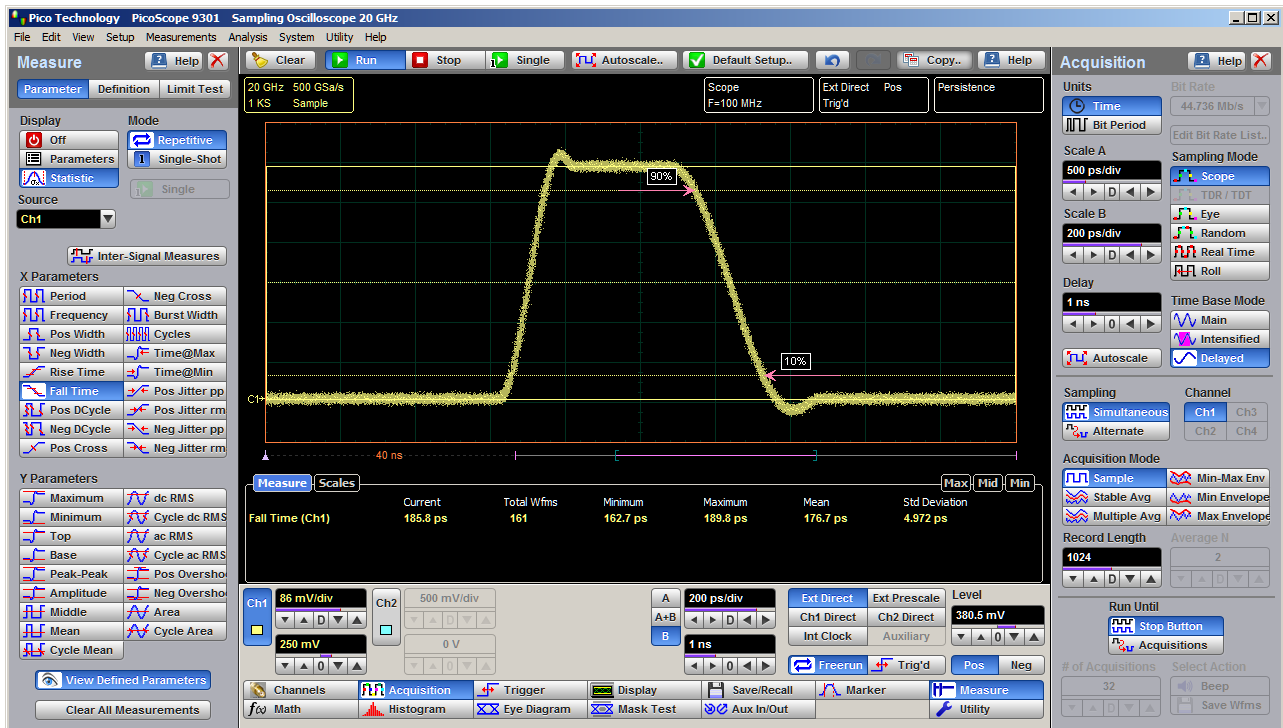 Pico Technology PicoScope 9301 Sampling Oscilloscope 20 GHz
File Edit View Setup Measurements Analysis System Utility Help
Measure Help
Parameter Definition Limit Test
Display Mode
Off Repetitive
Parameters 1 Single-Shot
Statistic
1 Single
Source
Ch1
Inter-Signal Measures
X Parameters
Period Neg Cross
Frequency Burst Width
Pos Width Cycles
Neg Width Time@Max
Rise Time Time@Min
Fall Time Pos Jitter pp
Pos DCycle Pos Jitter rm
Neg DCycle Neg Jitter pp
Pos Cross Neg Jitter rm
Y Parameters
Maximum dc RMS
Minimum Cycle dc RMS
Top ac RMS
Base Cycle ac RMS
Peak-Peak Pos Oversho
Amplitude Neg Oversho
Middle Area
Mean Cycle Area
Cycle Mean
View Defined Parameters
Clear All Measurements
Clear Run Stop 1 Single Autoscale.. Default Setup.. Copy.. Help
20 GHz 500 GSa/s
1 KS Sample
Scope
F=100 MHz
Ext Direct Pos
Trig'd
Persistence
90%
10%
C1
40 ns
Measure Scales Max Mid Min
Current Total Wfms Minimum Maximum Mean Std Deviation
Fall Time (Ch1) 185.8 ps 161 162.7 ps 189.8 ps 176.7 ps 4.972 ps
Ch1 86 mV/div
D
250 mV
0
Ch2 500 mV/div
D
0 V
0
A
A+B
B
200 ps/div
D
1 ns
0
Ext Direct Ext Prescale
Ch1 Direct Ch2 Direct
Int Clock Auxiliary
Freerun Trig'd
Level
380.5 mV
0
Pos Neg
Channels Acquisition Trigger Display Save/Recall Marker Measure
f(x) Math Histogram Eye Diagram Mask Test Aux In/Out Utility
Acquisition Help
Units
Time
Bit Period
Bit Rate
44.736 Mb/s
Edit Bit Rate List..
Scale A
500 ps/div
D
Scale B
200 ps/div
D
Delay
1 ns
0
Autoscale
Sampling Mode
Scope
TDR / TDT
Eye
Random
Real Time
Roll
Time Base Mode
Main
Intensified
Delayed
Sampling
Simultaneous
Alternate
Channel
Ch1 Ch3
Ch2 Ch4
Acquisition Mode
Sample Min-Max Env
Stable Avg Min Envelope
Multiple Avg Max Envelope
Record Length Average N
1024 2
D D
Run Until
Stop Button
Acquisitions
# of Acquisitions Select Action
32 Beep
D Save Wfms